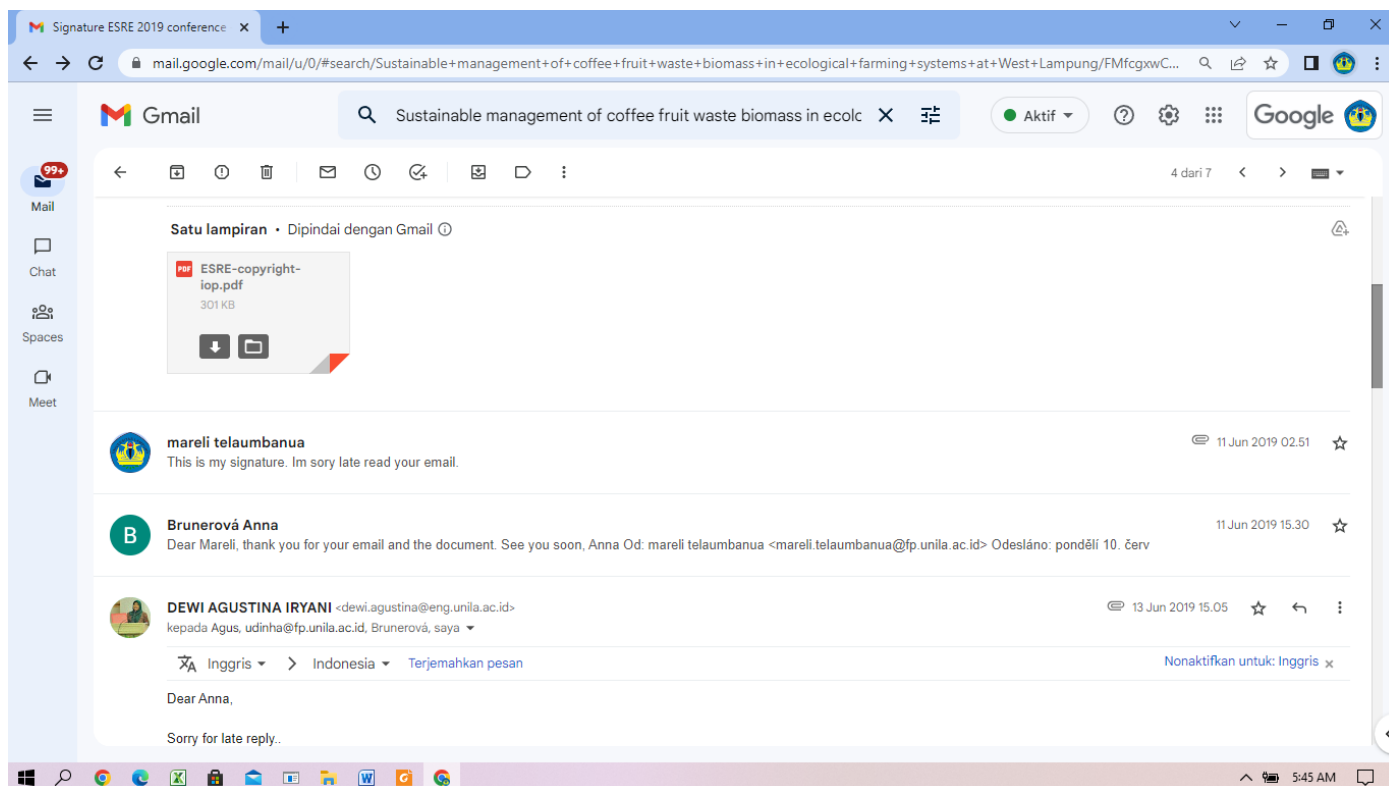 Signature ESRE 2019 conference
mail.google.com/mail/u/0/#search/Sustainable+management+of+coffee+fruit+waste+biomass+in+ecological+farming+systems+at+West+Lampung/FMfcgxwC...
Gmail
Sustainable management of coffee fruit waste biomass in ecolc
Aktif
Google
99+
Mail
Chat
Spaces
Meet
4 dari 7
Satu lampiran • Dipindai dengan Gmail
PDF
ESRE-copyright-
iop.pdf
301 KB
mareli telaumbanua
11 Jun 2019 02.51
This is my signature. Im sory late read your email.
B
Brunerová Anna
11 Jun 2019 15.30
Dear Mareli, thank you for your email and the document. See you soon, Anna Od: mareli telaumbanua <mareli.telaumbanua@fp.unila.ac.id> Odesláno: pondělí 10. červ
DEWI AGUSTINA IRYANI <dewi.agustina@eng.unila.ac.id>
13 Jun 2019 15.05
kepada Agus, udinha@fp.unila.ac.id, Brunerová, saya
Inggris > Indonesia Terjemahkan pesan
Nonaktifkan untuk: Inggris x
Dear Anna,
Sorry for late reply..
5:45 AM